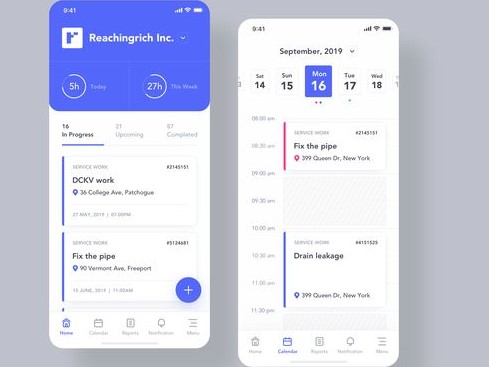 9:41
Reachingrich Inc.
5h Today
27h This Week
16
In Progress
21
Upcoming
57
Completed
SERVICE WORK #2145151
DCKV work
36 College Ave, Patchogue
27 MAY, 2019 | 01:00PM
SERVICE WORK #5124681
Fix the pipe
90 Vermont Ave, Freeport
15 JUNE, 2019 | 11:00AM
+
Home
Calendar
Reports
Notification
Menu
9:41
September, 2019
Sat
14
Sun
15
Mon
16
Tue
17
Wed
18
08:00 am
08:30 am
09:00 am
09:30 am
10:00 am
10:30 am
11:00 am
11:30 pm
SERVICE WORK #2145151
Fix the pipe
399 Queen Dr, New York
SERVICE WORK #4151525
Drain leakage
399 Queen Dr, New York
Home
Calendar
Reports
Notification
Menu